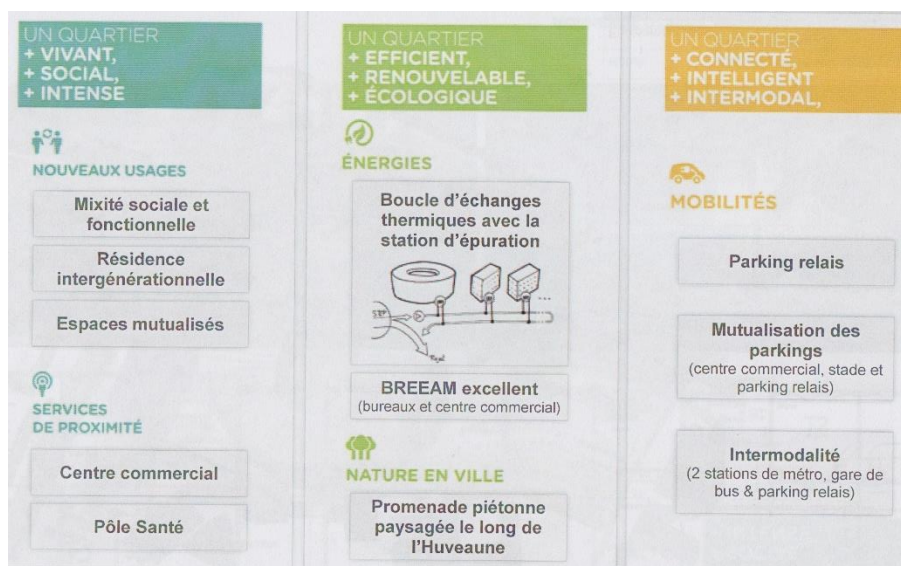 UN QUARTIER
+ VIVANT,
+ SOCIAL,
+ INTENSE
NOUVEAUX USAGES
Mixité sociale et
fonctionnelle
Résidence
intergénérationnelle
Espaces mutualisés
SERVICES
DE PROXIMITÉ
Centre commercial
Pôle Santé
UN QUARTIER
+ EFFICIENT,
+ RENOUVELABLE,
+ ÉCOLOGIQUE
ÉNERGIES
Boucle d'échanges
thermiques avec la
station d'épuration
STEP
Rejet
BREEAM excellent
(bureaux et centre commercial)
NATURE EN VILLE
Promenade piétonne
paysagée le long de
l'Huveaune
UN QUARTIER
+ CONNECTÉ,
+ INTELLIGENT
+ INTERMODAL,
MOBILITÉS
Parking relais
Mutualisation des
parkings
(centre commercial, stade et
parking relais)
Intermodalité
(2 stations de métro, gare de
bus & parking relais)